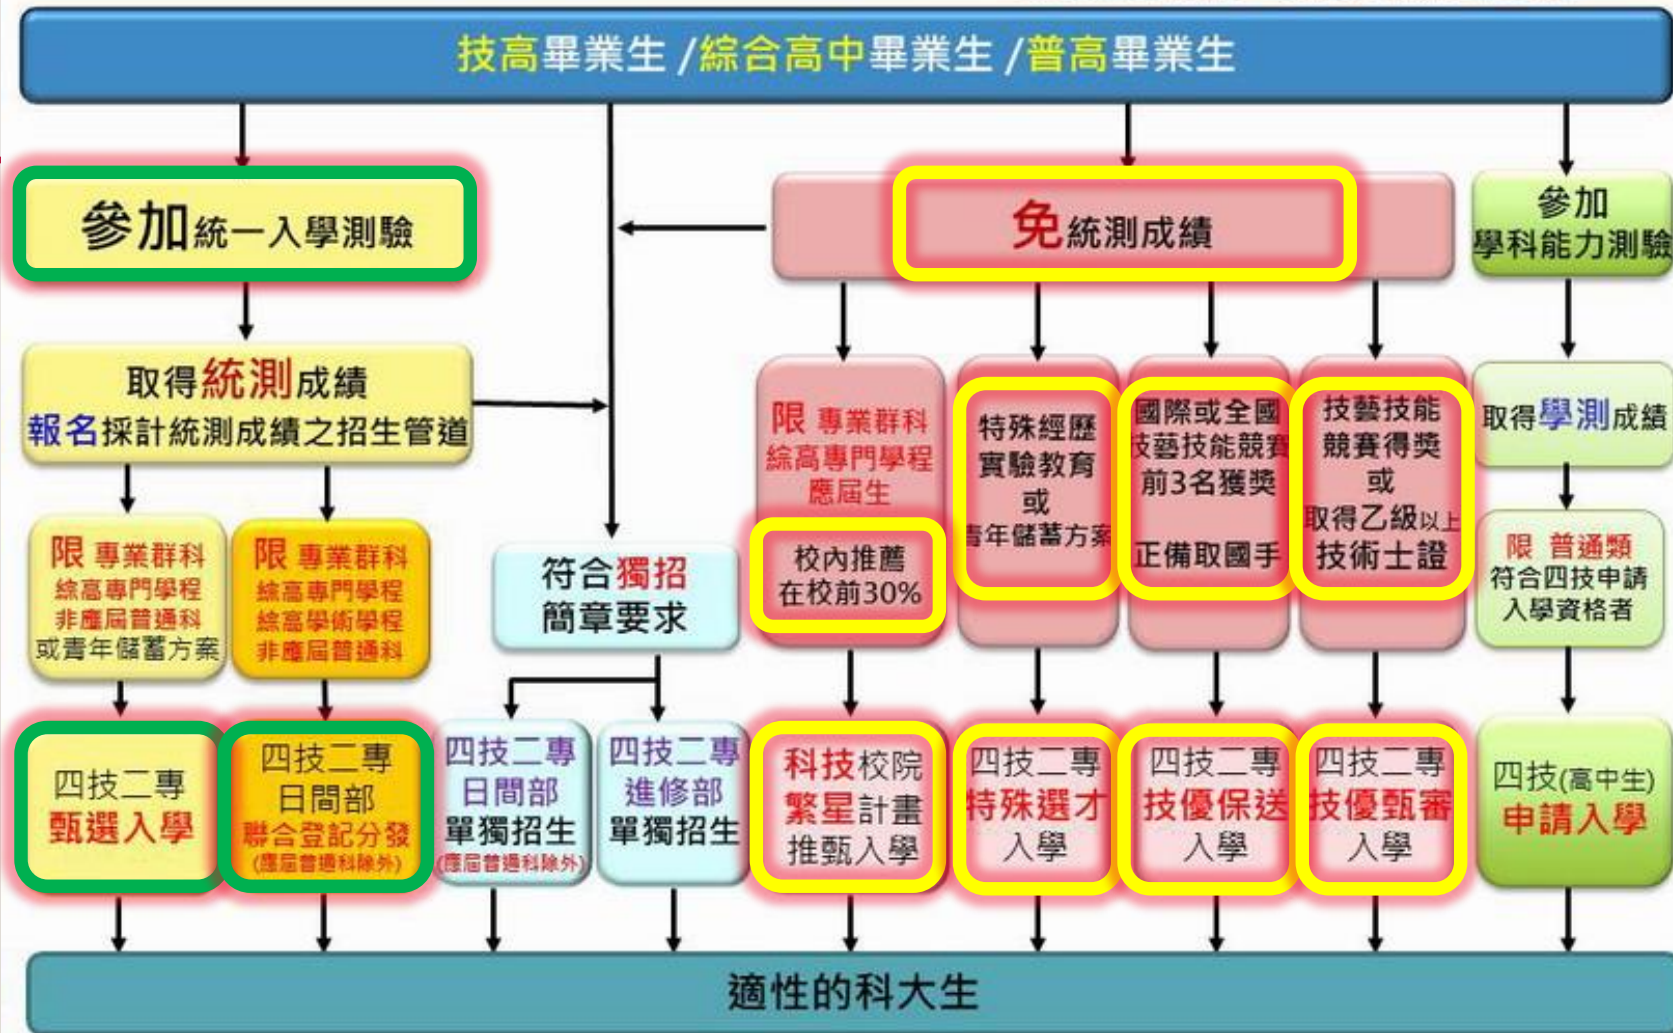 技高畢業生 /綜合高中畢業生 /普高畢業生
參加統一入學測驗
免統測成績
參加
學科能力測驗
取得統測成績
報名採計統測成績之招生管道
限 專業群科
綜高專門學程
應屆生
校內推薦
在校前30%
特殊經歷
實驗教育
或
青年儲蓄方案
國際或全國
技藝技能競賽
前3名獲獎
正備取國手
技藝技能
競賽得獎
或
取得乙級以上
技術士證
取得學測成績
限 專業群科
綜高專門學程
非應屆普通科
或青年儲蓄方案
限 專業群科
綜高專門學程
綜高學術學程
非應屆普通科
符合獨招
簡章要求
限 普通類
符合四技申請
入學資格者
四技二專
甄選入學
四技二專
日間部
聯合登記分發
(應屆普通科除外)
四技二專
日間部
單獨招生
(應屆普通科除外)
四技二專
進修部
單獨招生
科技校院
繁星計畫
推甄入學
四技二專
特殊選才
入學
四技二專
技優保送
入學
四技二專
技優甄審
入學
四技(高中生)
申請入學
適性的科大生